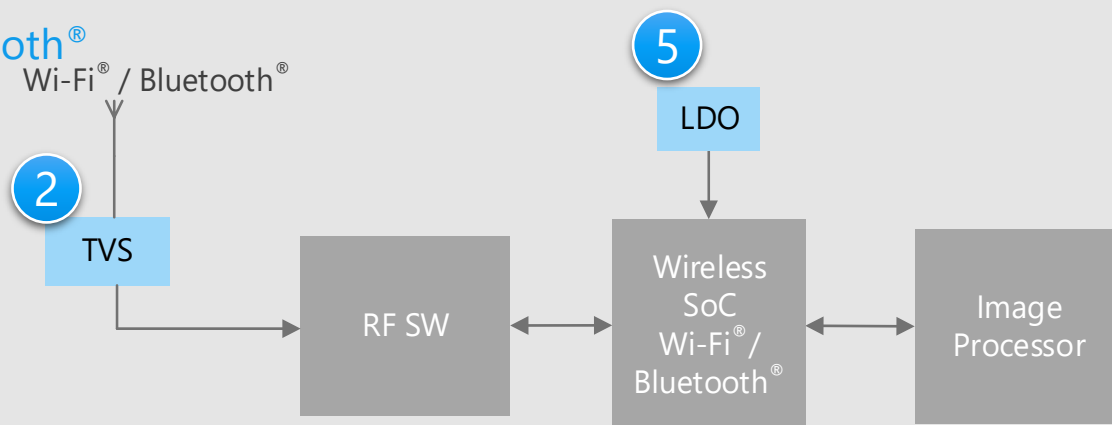 oth®
Wi-Fi® / Bluetooth®
5
LDO
2
TVS
RF SW
Wireless
SoC
Wi-Fi® /
Bluetooth®
Image
Processor